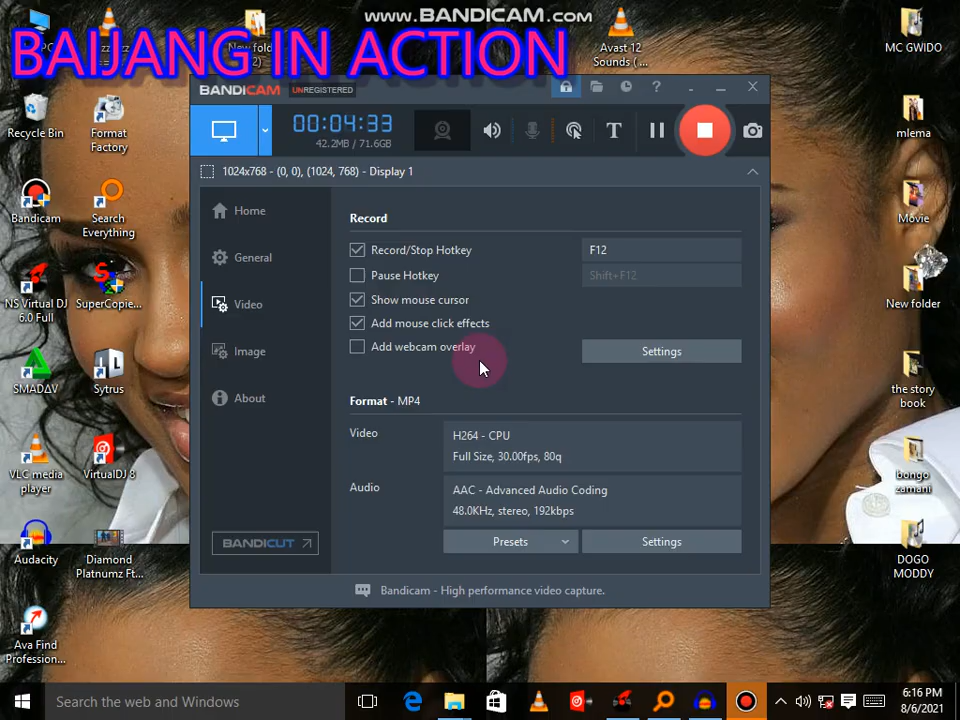 www.BANDICAM.com
BAIJANG IN ACTION
New fold
2)
Avast 12
Sounds ( ...
MC GWIDO
BANDICAM UNREGISTERED
?
00:04:33
42.2MB / 71.6GB
T
1024x768 - (0, 0), (1024, 768) - Display 1
Recycle Bin
Format
Factory
mlema
Bandicam
Search
Everything
Movie
NS Virtual DJ
6.0 Full
SuperCopie...
New folder
SMADAV
Sytrus
the story
book
VLC media
player
VirtualDJ 8
bongo
zamani
Audacity
Diamond
Platnumz Ft...
DOGO
MODDY
Ava Find
Profession...
Home
General
Video
Image
About
BANDICUT
Record
Record/Stop Hotkey
F12
Pause Hotkey
Shift+F12
Show mouse cursor
Add mouse click effects
Add webcam overlay
Settings
Format - MP4
Video
H264 - CPU
Full Size, 30.00fps, 80q
Audio
AAC - Advanced Audio Coding
48.0KHz, stereo, 192kbps
Presets
Settings
Bandicam - High performance video capture.
Search the web and Windows
6:16 PM
8/6/2021